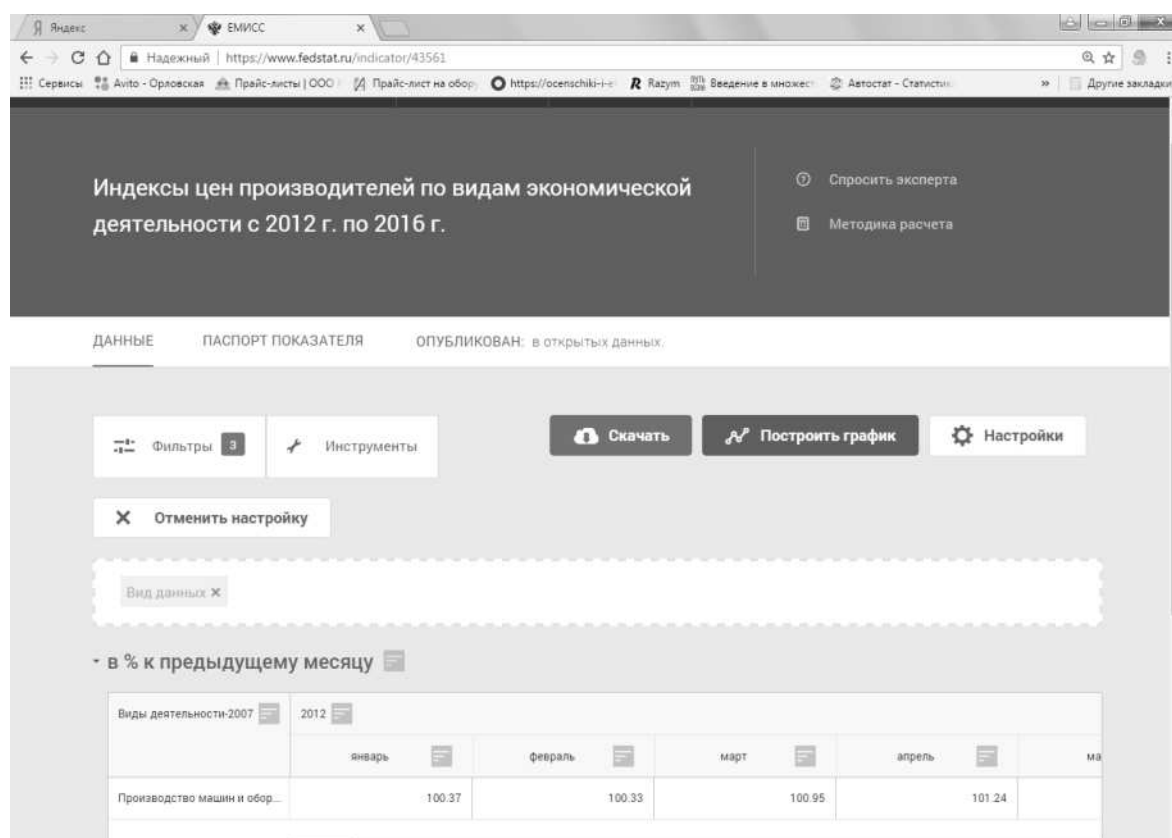 Яндекс
ЕМИСС
Надежный | https://www.fedstat.ru/indicator/43561
Сервисы Avito - Орловская Прайс-листы | ООО Прайс-лист на обор https://ocenschiki-i-e R Razym Введение в множест Автостат - Статистик » Другие закладки
Индексы цен производителей по видам экономической
деятельности с 2012 г. по 2016 г.
Спросить эксперта
Методика расчета
ДАННЫЕ ПАСПОРТ ПОКАЗАТЕЛЯ ОПУБЛИКОВАН: в открытых данных.
Фильтры 3 Инструменты Скачать Построить график Настройки
Отменить настройку
Вид данных ×
в % к предыдущему месяцу
Виды деятельности-2007 2012
январь февраль март апрель ма
Производство машин и обор... 100.37 100.33 100.95 101.24